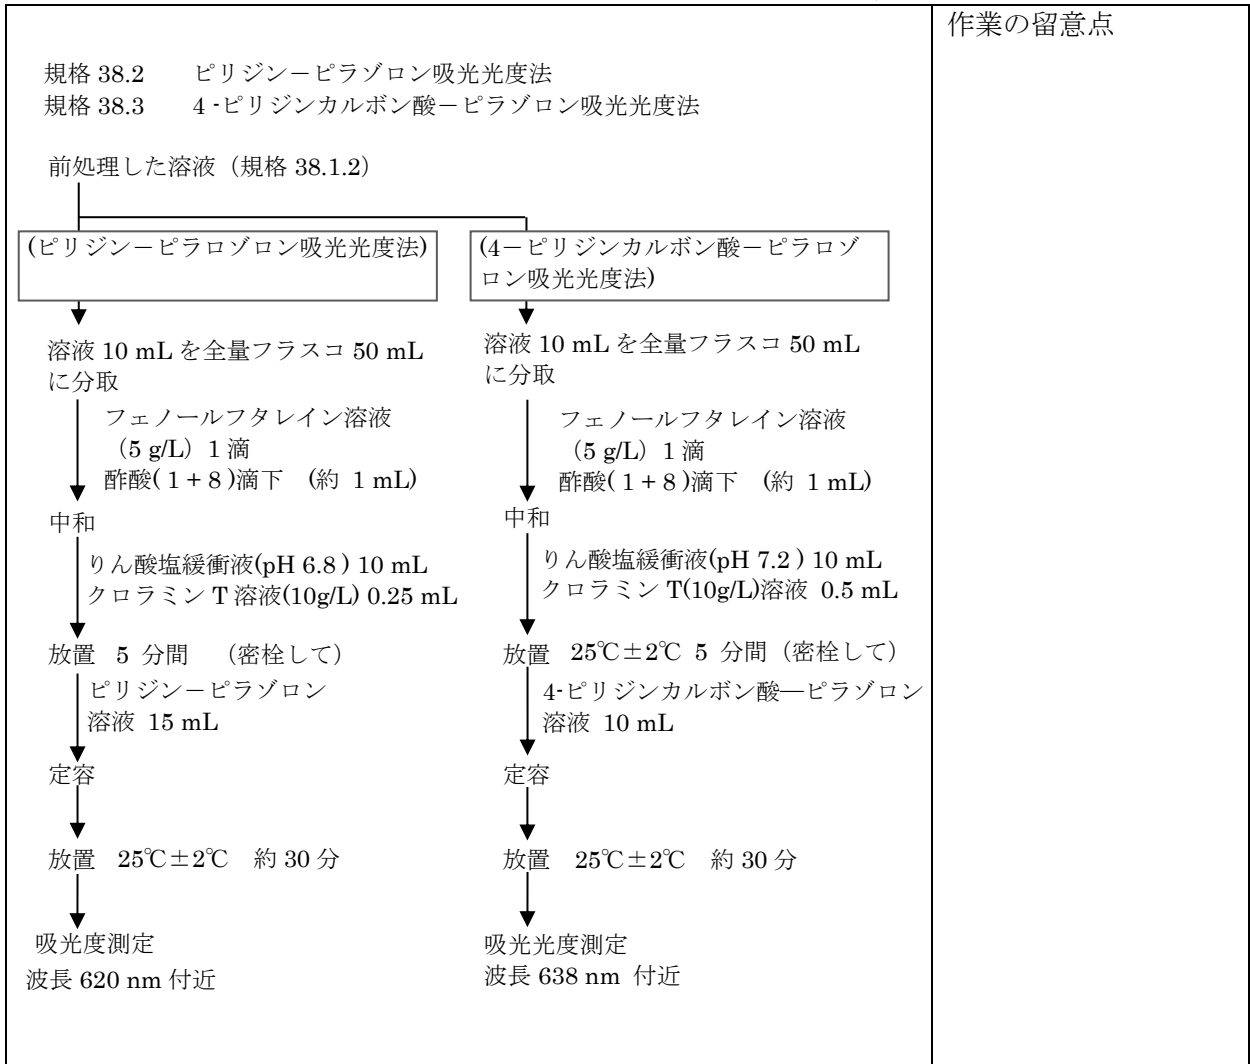 作業の留意点
規格 38.2 ピリジン－ピラゾロン吸光光度法
規格 38.3 4 -ピリジンカルボン酸－ピラゾロン吸光光度法
前処理した溶液（規格 38.1.2）
(ピリジン－ピラロゾロン吸光光度法)
溶液 10 mL を全量フラスコ 50 mL
に分取
フェノールフタレイン溶液
（5 g/L）1 滴
酢酸( 1 + 8 )滴下 (約 1 mL)
中和
りん酸塩緩衝液(pH 6.8 ) 10 mL
クロラミン T 溶液(10g/L) 0.25 mL
放置 5 分間 （密栓して）
ピリジン－ピラゾロン
溶液 15 mL
定容
放置 25℃±2℃ 約 30 分
吸光度測定
波長 620 nm 付近
(4－ピリジンカルボン酸－ピラロゾ
ロン吸光光度法)
溶液 10 mL を全量フラスコ 50 mL
に分取
フェノールフタレイン溶液
（5 g/L）1 滴
酢酸( 1 + 8 )滴下 (約 1 mL)
中和
りん酸塩緩衝液(pH 7.2 ) 10 mL
クロラミン T(10g/L)溶液 0.5 mL
放置 25℃±2℃ 5 分間（密栓して）
4-ピリジンカルボン酸―ピラゾロン
溶液 10 mL
定容
放置 25℃±2℃ 約 30 分
吸光光度測定
波長 638 nm 付近